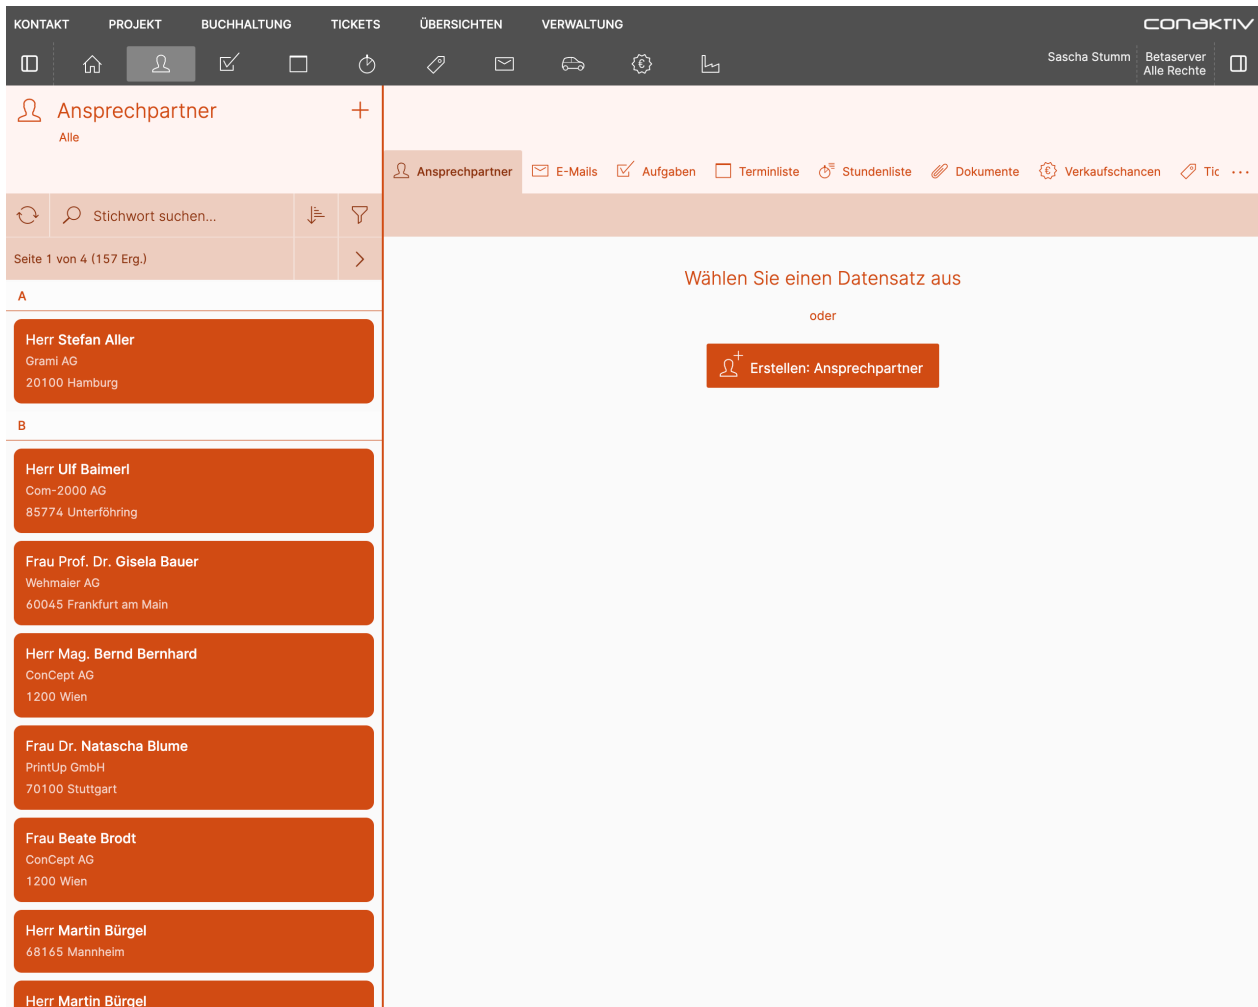 KONTAKT PROJEKT BUCHHALTUNG TICKETS ÜBERSICHTEN VERWALTUNG CONAKTIV
Sascha Stumm Betaserver
Alle Rechte
Ansprechpartner
Alle
Ansprechpartner E-Mails Aufgaben Terminliste Stundenliste Dokumente Verkaufschancen Tic ...
Stichwort suchen...
Seite 1 von 4 (157 Erg.)
Wählen Sie einen Datensatz aus
oder
Erstellen: Ansprechpartner
A
Herr Stefan Aller
Grami AG
20100 Hamburg
B
Herr Ulf Baimerl
Com-2000 AG
85774 Unterföhring
Frau Prof. Dr. Gisela Bauer
Wehmaier AG
60045 Frankfurt am Main
Herr Mag. Bernd Bernhard
ConCept AG
1200 Wien
Frau Dr. Natascha Blume
PrintUp GmbH
70100 Stuttgart
Frau Beate Brodt
ConCept AG
1200 Wien
Herr Martin Bürgel
68165 Mannheim
Herr Martin Bürgel